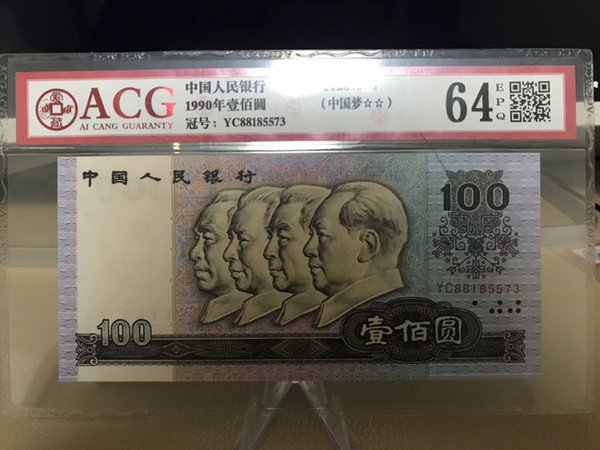 ACG
AI CANG GUARANTY
中国人民银行
1990年壹佰圆
冠号：YC88185573
（中国梦☆☆）
64
EPQ
中国人民银行
100
YC88185573
100
壹佰圆